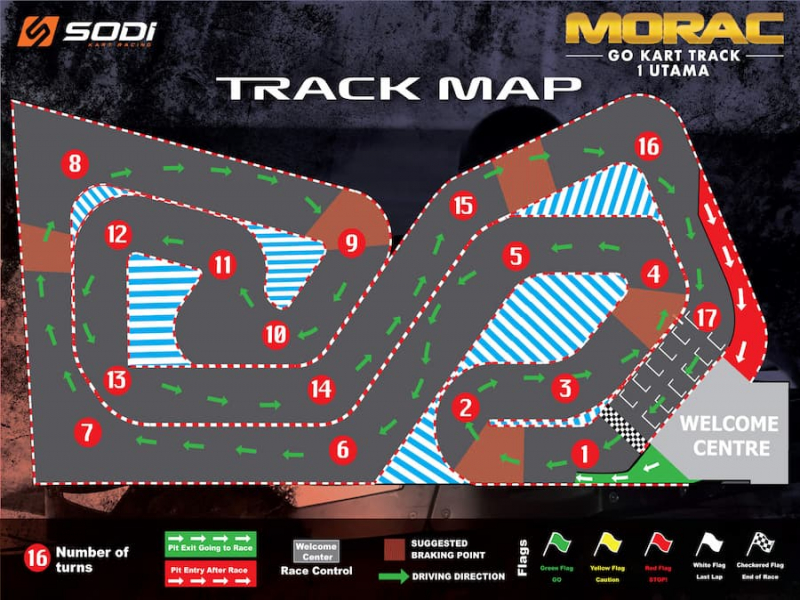 SODi
KART RACING
MORAC
GO KART TRACK
1 UTAMA
TRACK MAP
8
16
15
12
9
11
5
4
17
10
13
14
3
2
7
6
1
WELCOME
CENTRE
16 Number of
turns
Pit Exit Going to Race
Pit Entry After Race
Welcome
Center
Race Control
SUGGESTED
BRAKING POINT
DRIVING DIRECTION
Flags
Green Flag
GO
Yellow Flag
Caution
Red Flag
STOP!
White Flag
Last Lap
Checkered Flag
End of Race